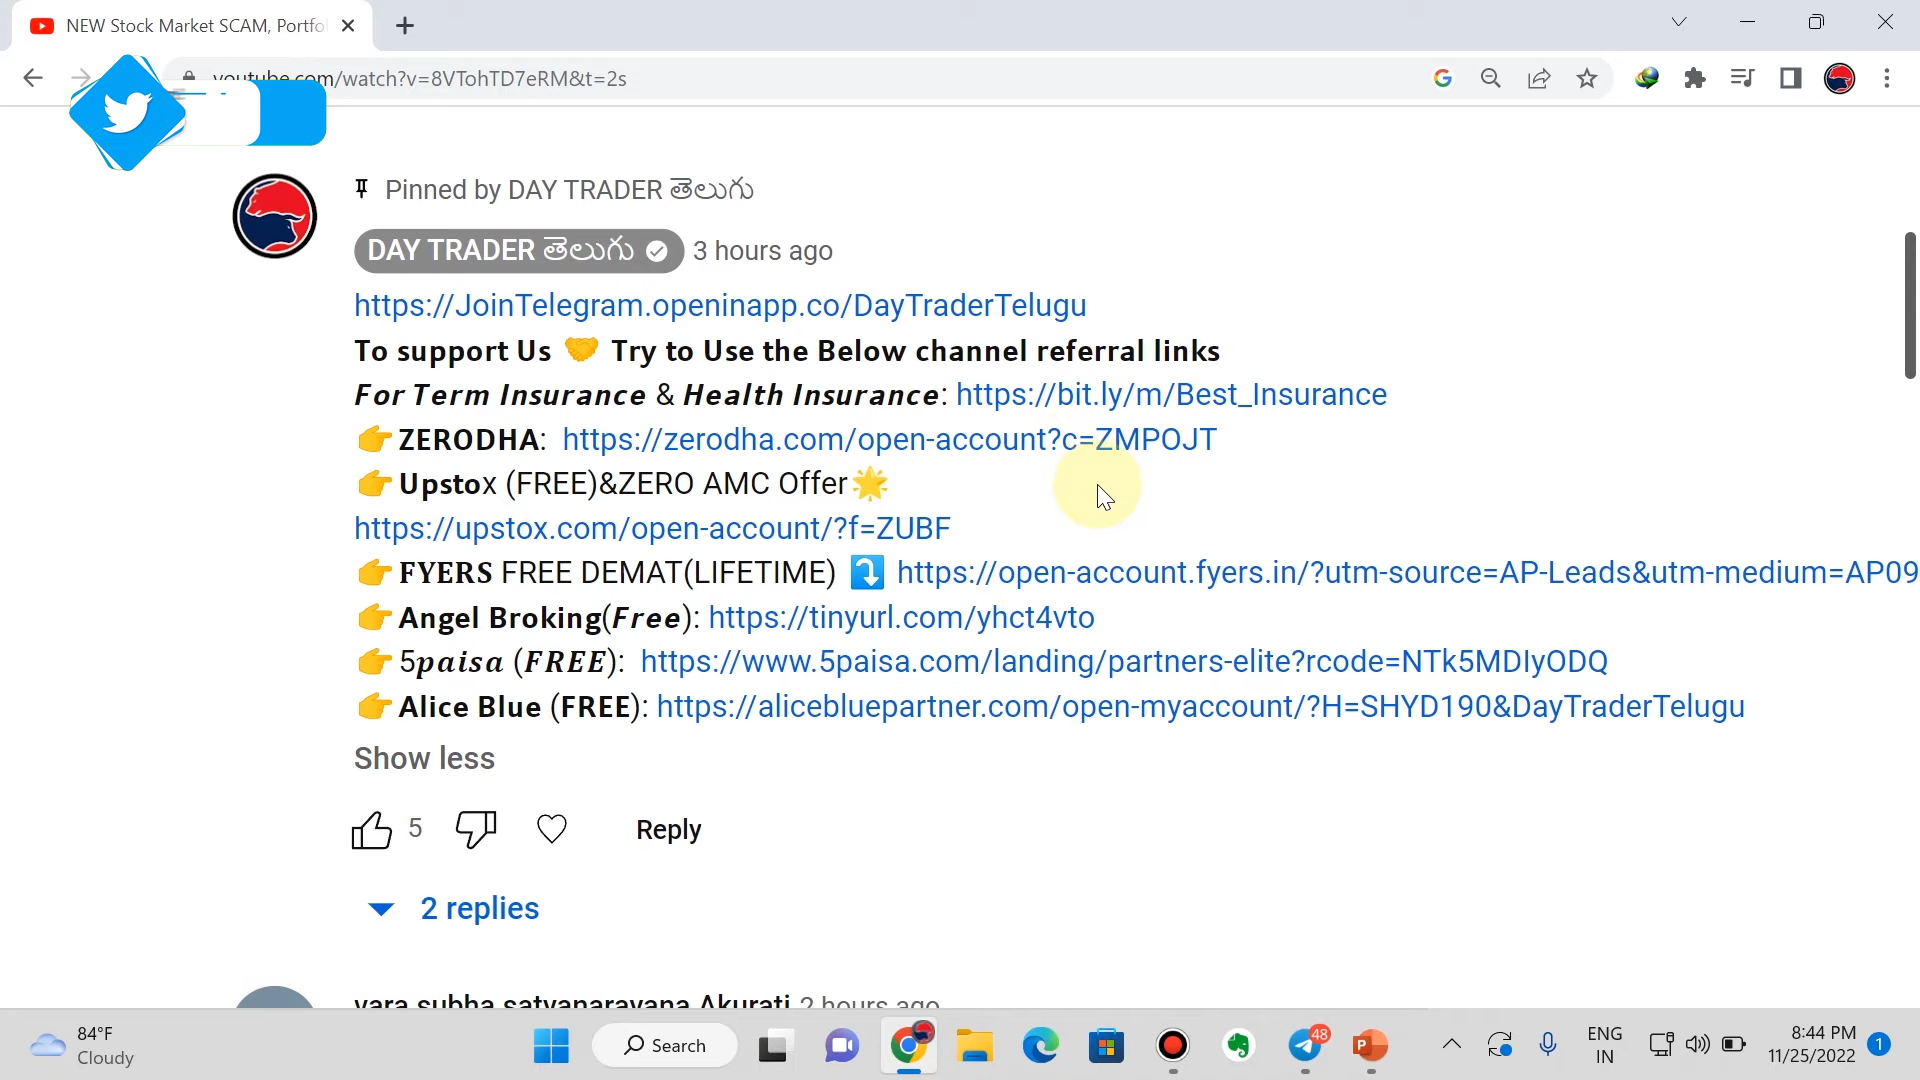 NEW Stock Market SCAM, Portfo
youtube.com/watch?v=8VTohTD7eRM&t=2s
Pinned by DAY TRADER తెలుగు
DAY TRADER తెలుగు 3 hours ago
https://JoinTelegram.openinapp.co/DayTraderTelugu
To support Us 🤝 Try to Use the Below channel referral links
For Term Insurance & Health Insurance: https://bit.ly/m/Best_Insurance
👉ZERODHA: https://zerodha.com/open-account?c=ZMPOJT
👉Upstox (FREE)&ZERO AMC Offer🌟
https://upstox.com/open-account/?f=ZUBF
👉FYERS FREE DEMAT(LIFETIME) ⤵️ https://open-account.fyers.in/?utm-source=AP-Leads&utm-medium=AP09
👉Angel Broking(Free): https://tinyurl.com/yhct4vto
👉5paisa (FREE): https://www.5paisa.com/landing/partners-elite?rcode=NTk5MDIyODQ
👉Alice Blue (FREE): https://alicebluepartner.com/open-myaccount/?H=SHYD190&DayTraderTelugu
Show less
5 Reply
2 replies
vara subha satyanarayana Akurati 2 hours ago
84°F
Cloudy
Search
48
ENG
IN
8:44 PM
11/25/2022
1